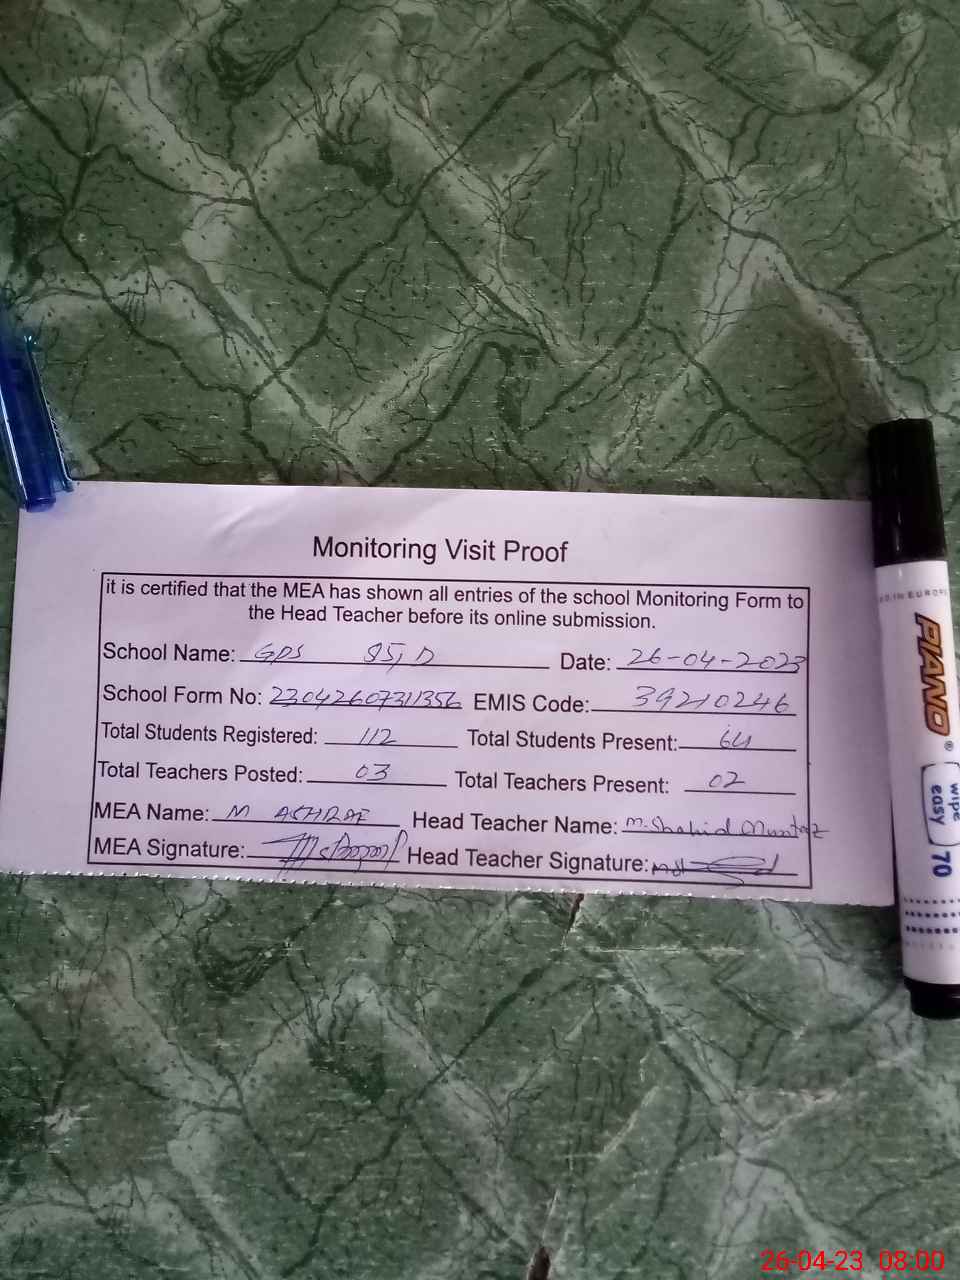 Monitoring Visit Proof
it is certified that the MEA has shown all entries of the school Monitoring Form to
the Head Teacher before its online submission.
School Name: GPS 95, D Date: 26-04-2023
School Form No: 23042607311356 EMIS Code: 39210246
Total Students Registered: 112 Total Students Present: 64
Total Teachers Posted: 03 Total Teachers Present: 02
MEA Name: M ASHRAF Head Teacher Name: M. Shahid Mumtaz
MEA Signature: Head Teacher Signature:
PIANO
®
wipe
easy
70
26-04-23 08:00